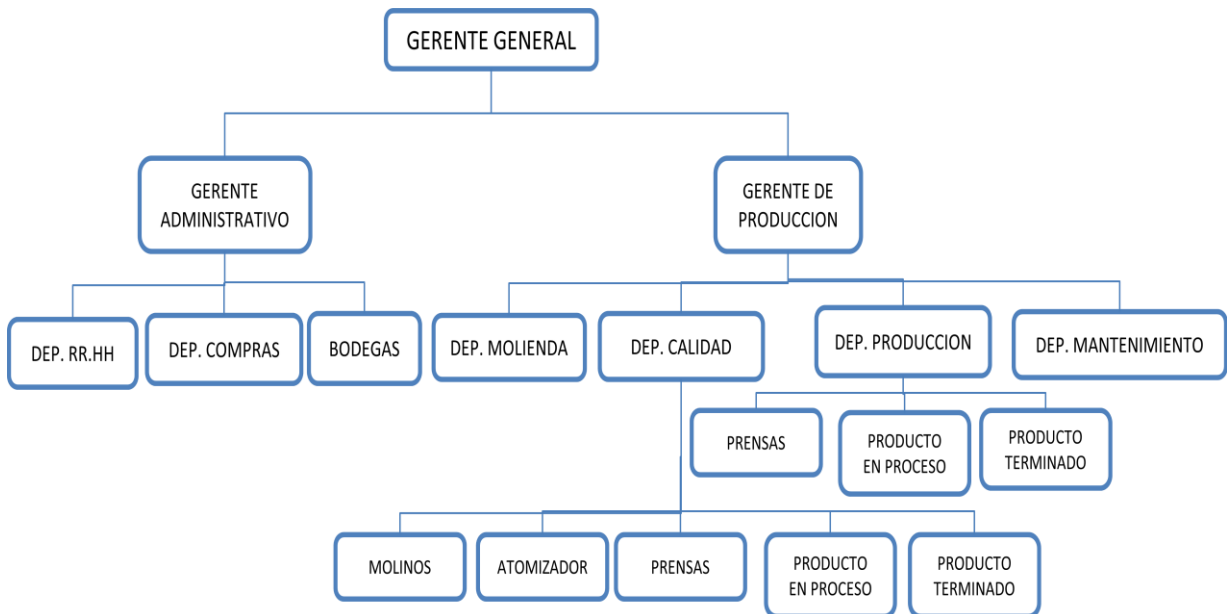 GERENTE GENERAL
GERENTE
ADMINISTRATIVO
GERENTE DE
PRODUCCION
DEP. RR.HH
DEP. COMPRAS
BODEGAS
DEP. MOLIENDA
DEP. CALIDAD
DEP. PRODUCCION
DEP. MANTENIMIENTO
PRENSAS
PRODUCTO
EN PROCESO
PRODUCTO
TERMINADO
MOLINOS
ATOMIZADOR
PRENSAS
PRODUCTO
EN PROCESO
PRODUCTO
TERMINADO